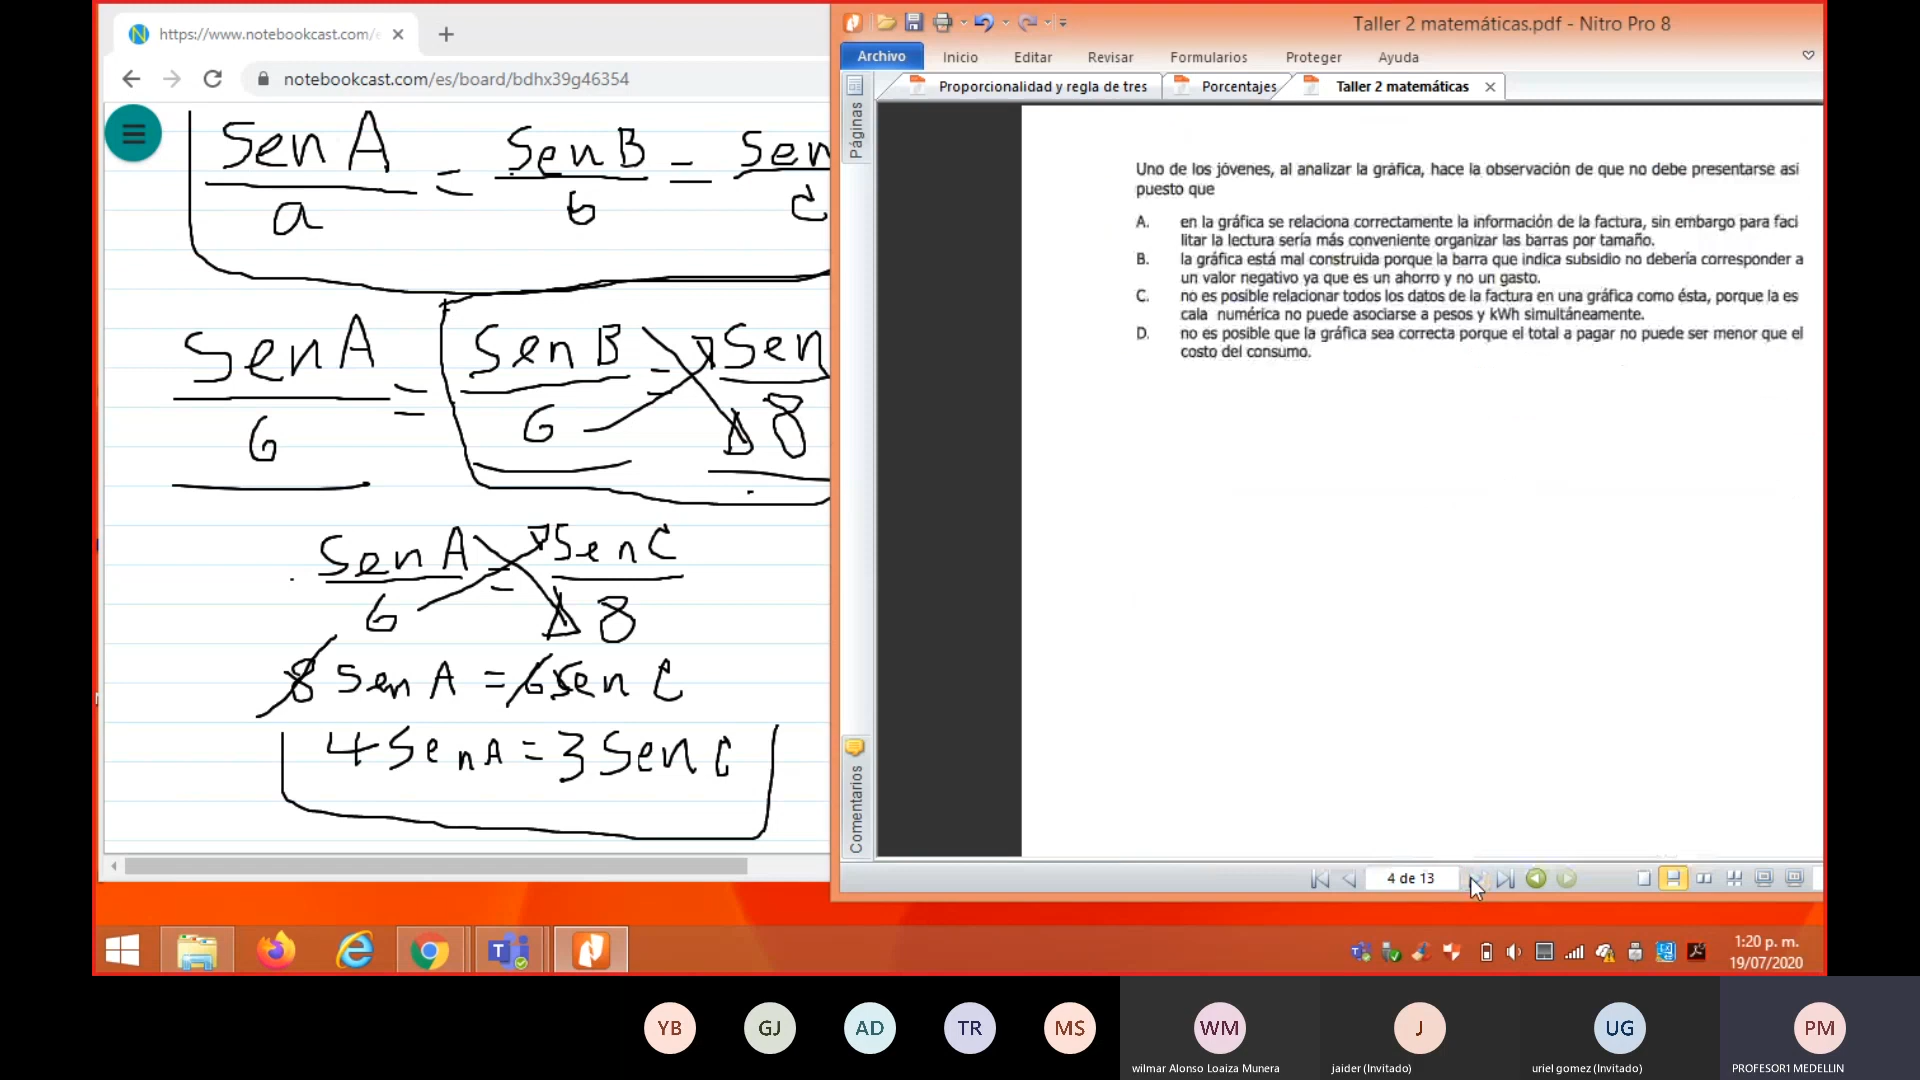 https://www.notebookcast.com/e
notebookcast.com/es/board/bdhx39g46354
Sen A = Sen B = Sen
a 6 c
Sen A = Sen B = Sen
6 6 8
Sen A = Sen C
6 8
8 Sen A = 6 Sen C
4 Sen A = 3 Sen C
Taller 2 matemáticas.pdf - Nitro Pro 8
Archivo Inicio Editar Revisar Formularios Proteger Ayuda
Proporcionalidad y regla de tres Porcentajes Taller 2 matemáticas
Páginas
Uno de los jóvenes, al analizar la gráfica, hace la observación de que no debe presentarse así
puesto que
A. en la gráfica se relaciona correctamente la información de la factura, sin embargo para faci
litar la lectura sería más conveniente organizar las barras por tamaño.
B. la gráfica está mal construida porque la barra que indica subsidio no debería corresponder a
un valor negativo ya que es un ahorro y no un gasto.
C. no es posible relacionar todos los datos de la factura en una gráfica como ésta, porque la es
cala numérica no puede asociarse a pesos y kWh simultáneamente.
D. no es posible que la gráfica sea correcta porque el total a pagar no puede ser menor que el
costo del consumo.
Comentarios
4 de 13
1:20 p. m.
19/07/2020
YB GJ AD TR MS WM J UG PM
wilmar Alonso Loaiza Munera jaider (Invitado) uriel gomez (Invitado) PROFESOR1 MEDELLIN